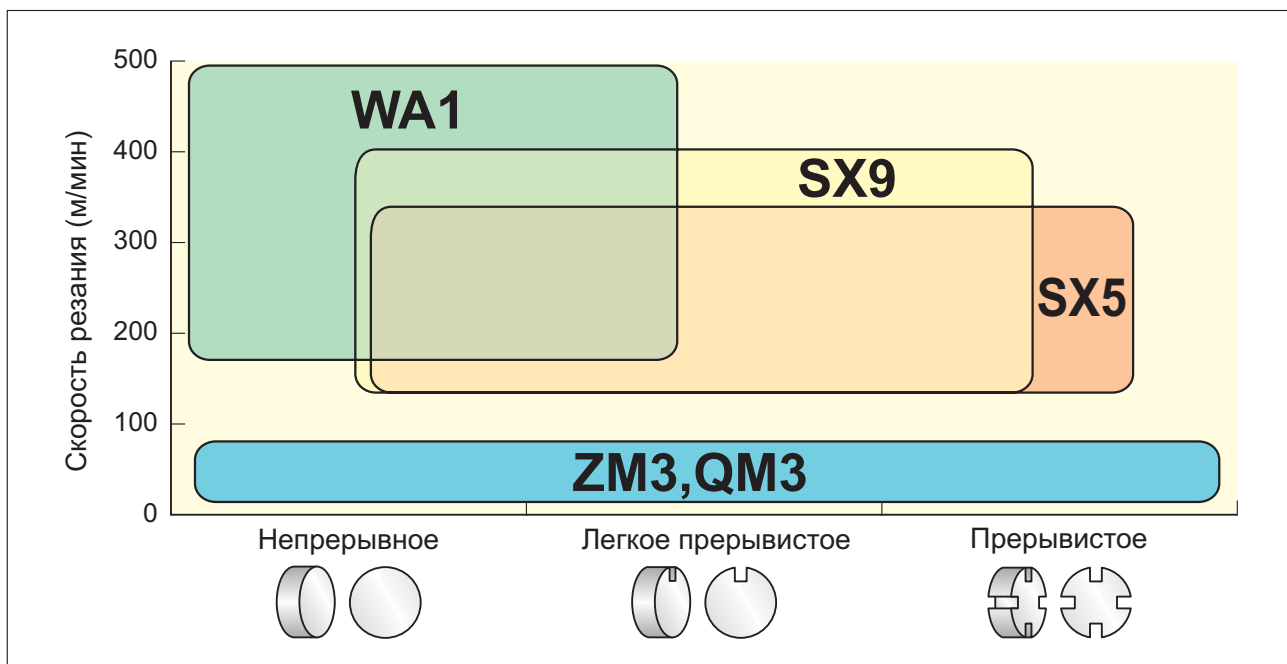 Скорость резания (м/мин)
500
400
300
200
100
0
WA1
SX9
SX5
ZM3,QM3
Непрерывное
Легкое прерывистое
Прерывистое